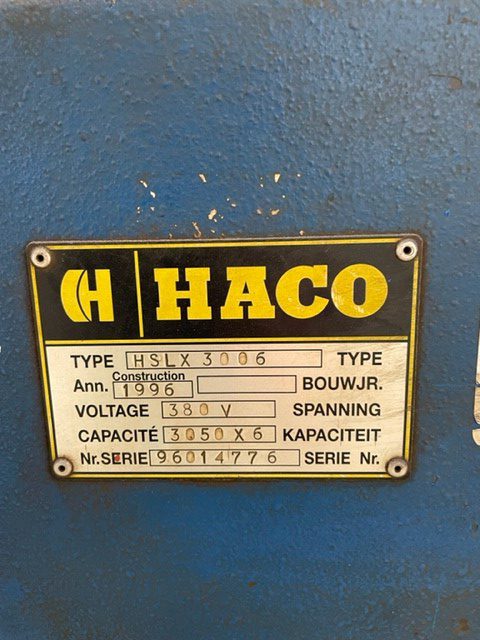 H HACO
TYPE HSLX 3006 TYPE
Ann. Construction 1996 BOUWJR.
VOLTAGE 380 V SPANNING
CAPACITÉ 3050 X 6 KAPACITEIT
Nr. SERIE 96014776 SERIE Nr.